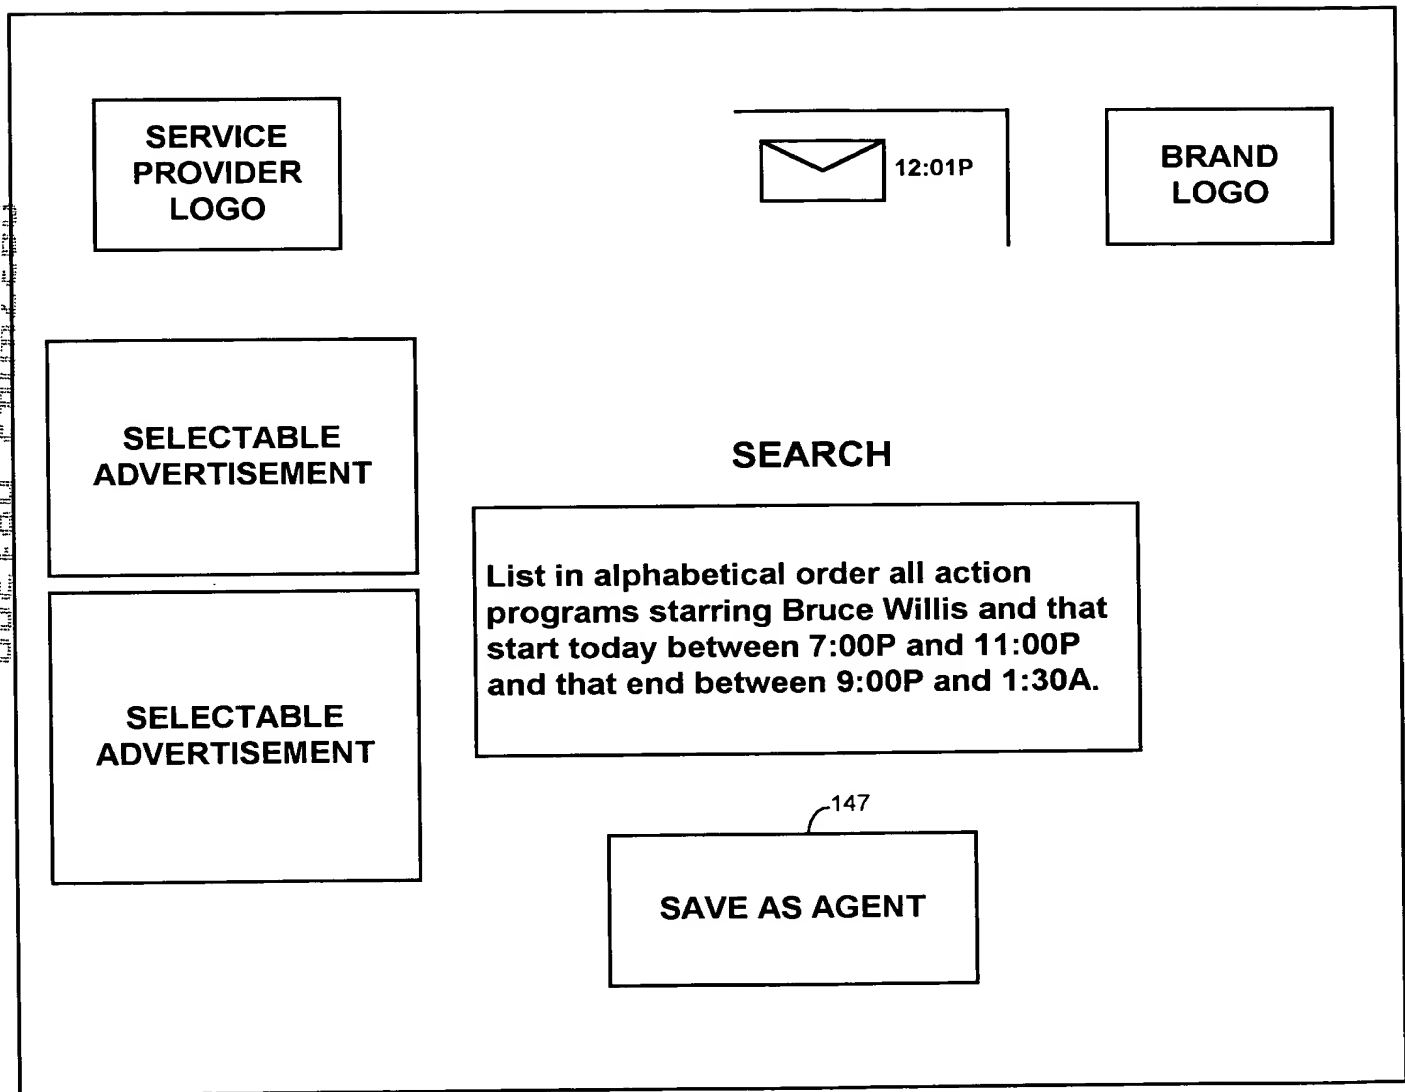 SERVICE
PROVIDER
LOGO
12:01P
BRAND
LOGO
SELECTABLE
ADVERTISEMENT
SEARCH
List in alphabetical order all action
programs starring Bruce Willis and that
start today between 7:00P and 11:00P
and that end between 9:00P and 1:30A.
SELECTABLE
ADVERTISEMENT
147
SAVE AS AGENT